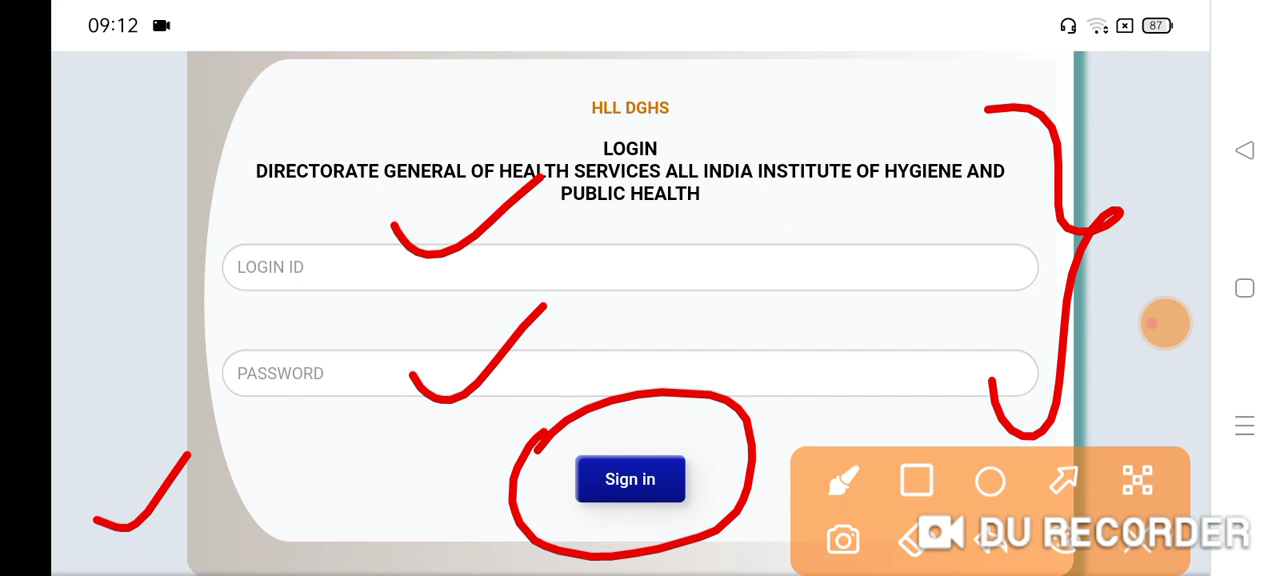 09:12
87
HLL DGHS
LOGIN
DIRECTORATE GENERAL OF HEALTH SERVICES ALL INDIA INSTITUTE OF HYGIENE AND
PUBLIC HEALTH
LOGIN ID
PASSWORD
Sign in
DU RECORDER